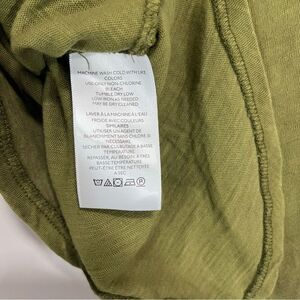 MACHINE WASH COLD WITH LIKE
COLORS
USE ONLY NON-CHLORINE
BLEACH
TUMBLE DRY LOW
LOW IRON AS NEEDED
MAY BE DRY CLEANED
LAVER À LA MACHINE À L'EAU
FROIDE AVEC COULEURS
SIMILAIRES
UTILISER UN AGENT DE
BLANCHIMENT SANS CHLORE SI
NÉCESSAIRE
SÉCHER PAR CULBUTAGE À BASSE
TEMPÉRATURE
REPASSER, AU BESOIN, À
BASSE TEMPÉRATURE
PEUT-ÊTRE ÊTRE NETTOYÉ
À SEC